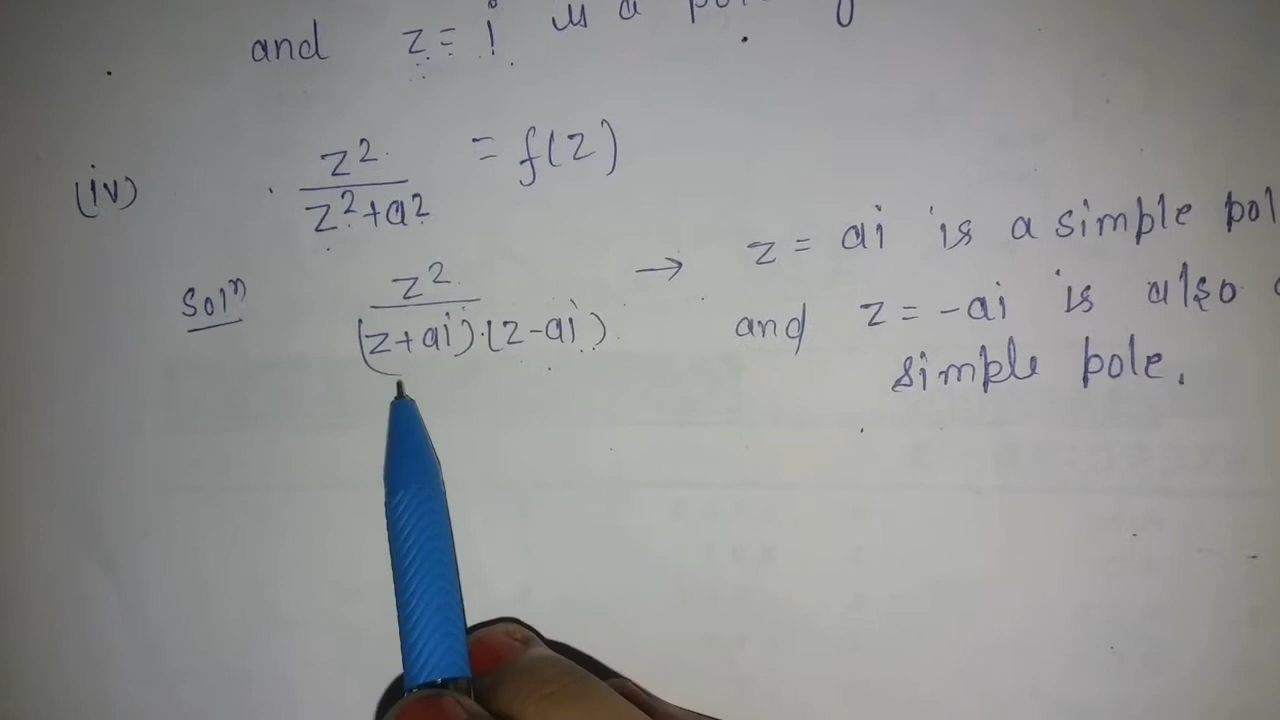 and z = i is a
(iv) z²/z²+a² = f(z)
Solⁿ z²/(z+ai)·(z-ai) → z = ai is a simple pol
and z = -ai is also
simple pole.